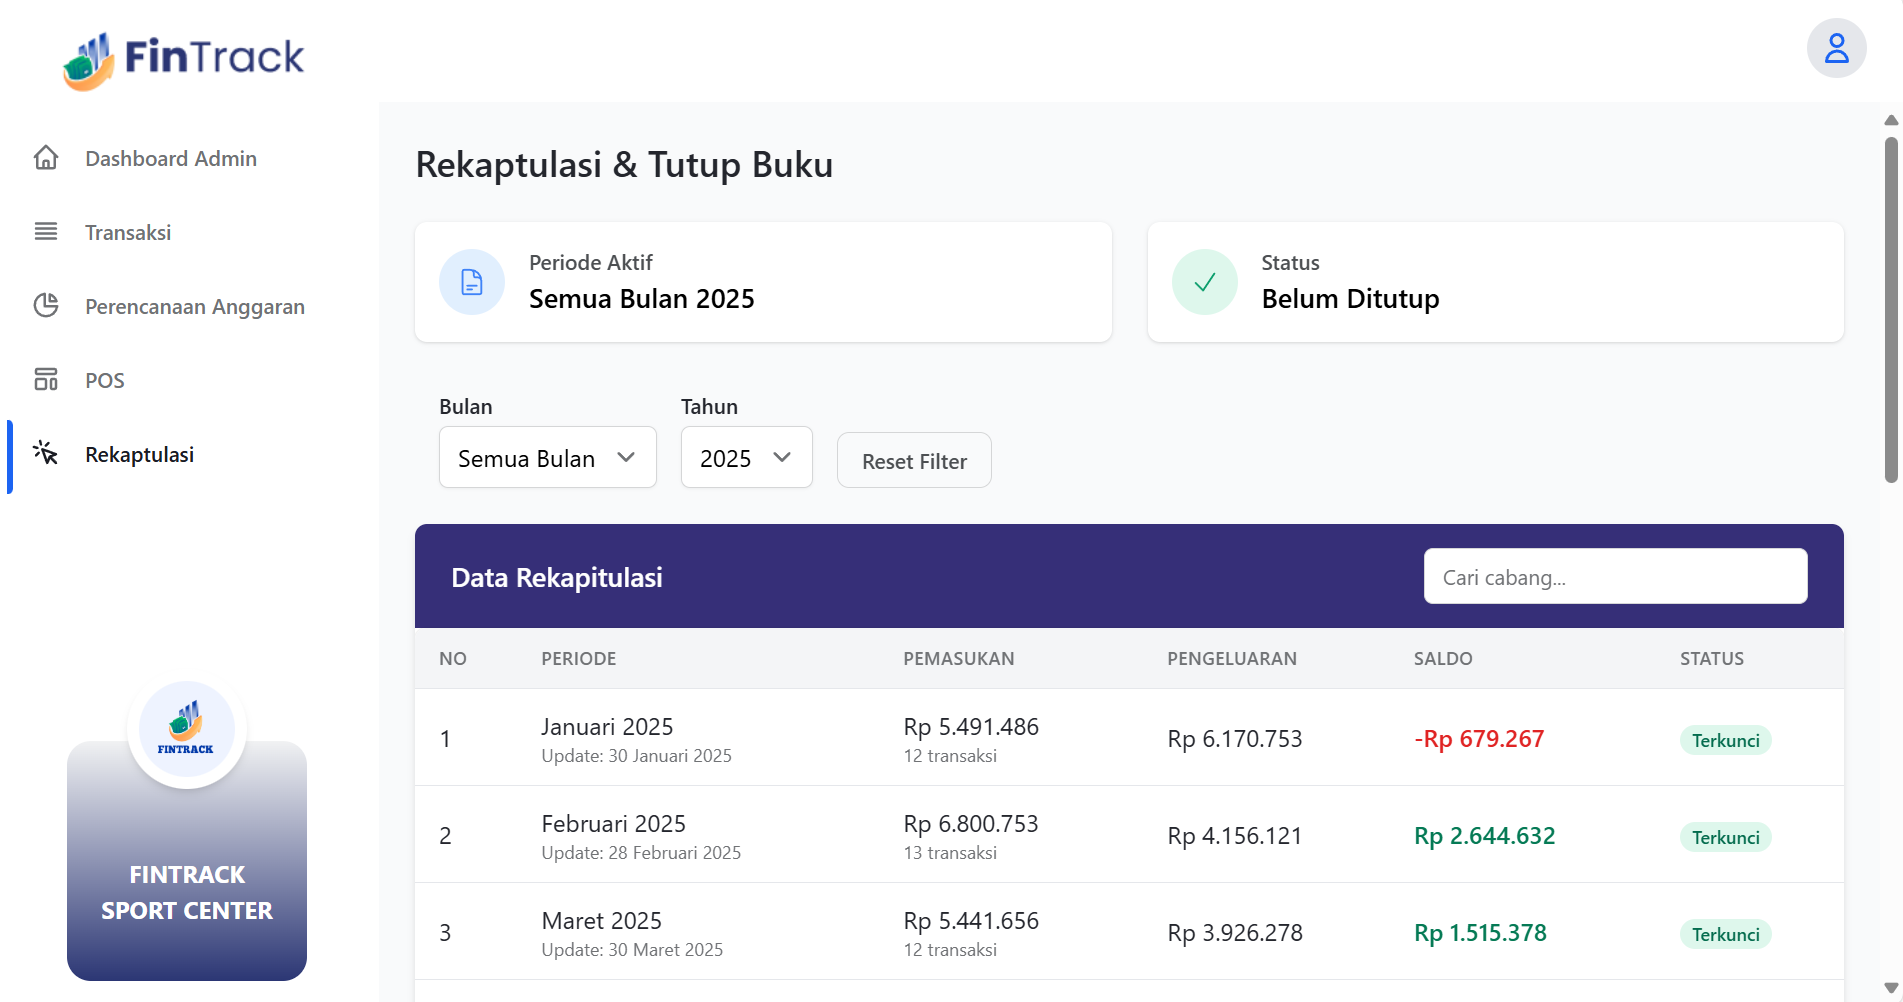 FinTrack
Dashboard Admin
Transaksi
Perencanaan Anggaran
POS
Rekaptulasi
FINTRACK
FINTRACK
SPORT CENTER
Rekaptulasi & Tutup Buku
Periode Aktif
Semua Bulan 2025
Status
Belum Ditutup
Bulan
Tahun
Semua Bulan
2025
Reset Filter
Data Rekapitulasi
Cari cabang...
NO PERIODE PEMASUKAN PENGELUARAN SALDO STATUS
1 Januari 2025 Rp 5.491.486 Rp 6.170.753 -Rp 679.267 Terkunci
Update: 30 Januari 2025 12 transaksi
2 Februari 2025 Rp 6.800.753 Rp 4.156.121 Rp 2.644.632 Terkunci
Update: 28 Februari 2025 13 transaksi
3 Maret 2025 Rp 5.441.656 Rp 3.926.278 Rp 1.515.378 Terkunci
Update: 30 Maret 2025 12 transaksi